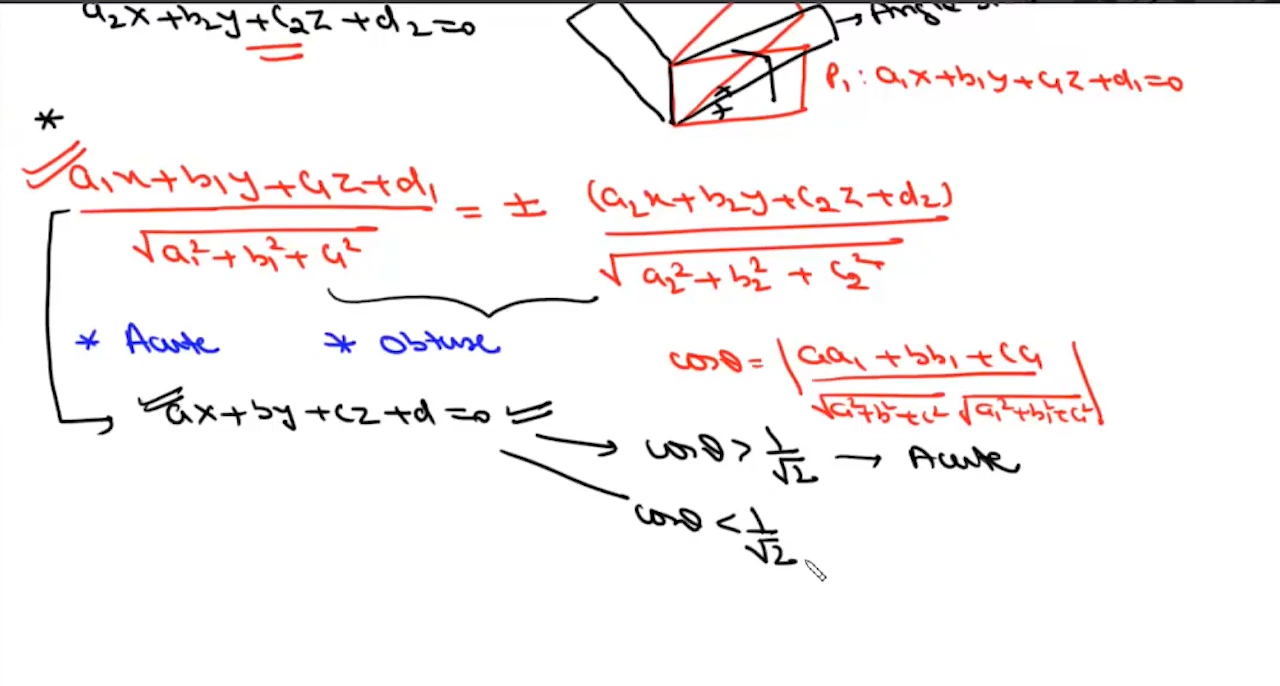 a₂x+b₂y+c₂z+d₂=0
→ Angle
P₁ : a₁x+b₁y+c₁z+d₁=0
*
a₁x+b₁y+c₁z+d₁ / √a₁²+b₁²+c₁² = ± (a₂x+b₂y+c₂z+d₂) / √a₂²+b₂²+c₂²
* Acute * Obtuse
cosθ = | aa₁+bb₁+cc₁ / √a²+b²+c² √a₁²+b₁²+c₁² |
ax+by+cz+d=0
cosθ > 1/√2 → Acute
cosθ < 1/√2